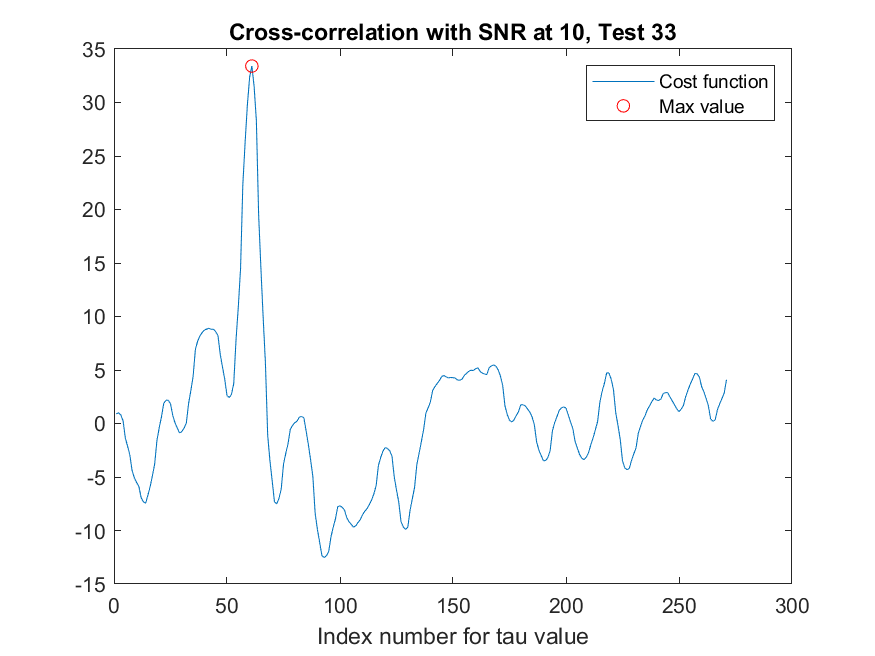 Cross-correlation with SNR at 10, Test 33
35
30
25
20
15
10
5
0
-5
-10
-15
Cost function
Max value
0 50 100 150 200 250 300
Index number for tau value